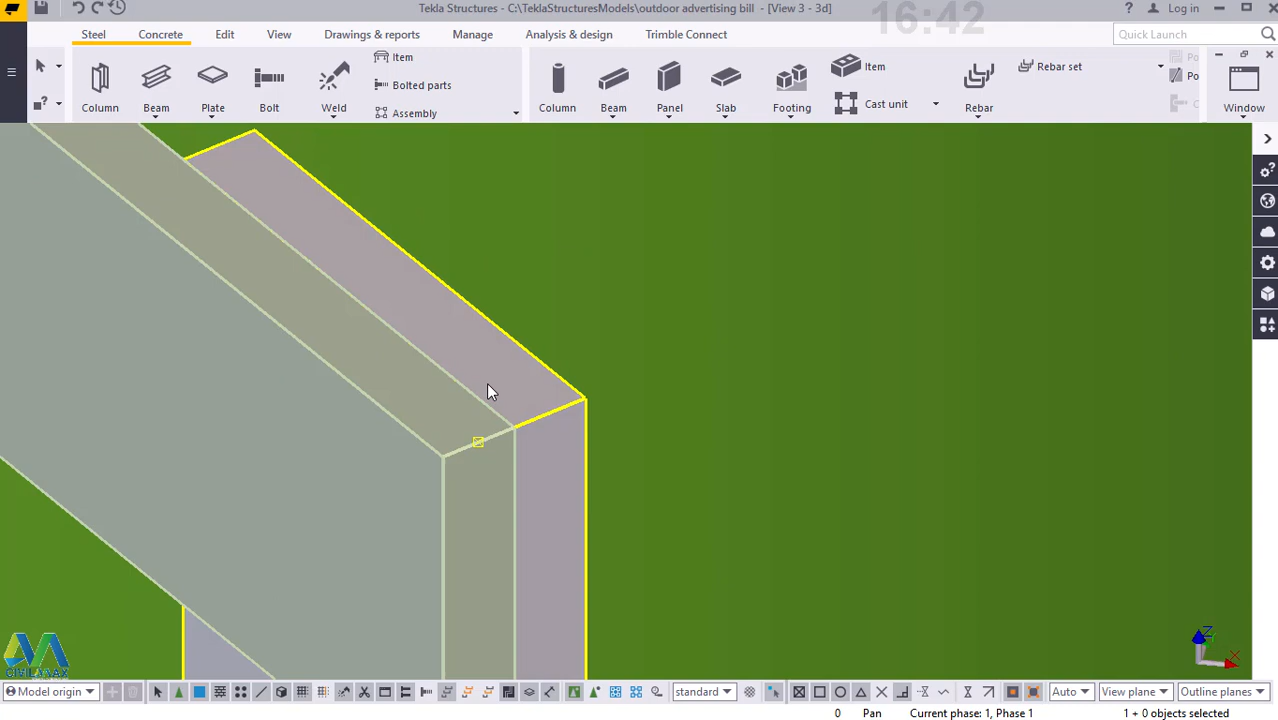 Tekla Structures - C:\TeklaStructuresModels\outdoor advertising bill - [View 3 - 3d]
16:42
Log in
Steel
Concrete
Edit
View
Drawings & reports
Manage
Analysis & design
Trimble Connect
Quick Launch
Column
Beam
Plate
Bolt
Weld
Item
Bolted parts
Assembly
Column
Beam
Panel
Slab
Footing
Item
Cast unit
Rebar
Rebar set
Po
Po
Window
Z
X
CIVILMAX
Model origin
standard
Auto
View plane
Outline planes
0
Pan
Current phase: 1, Phase 1
1 + 0 objects selected